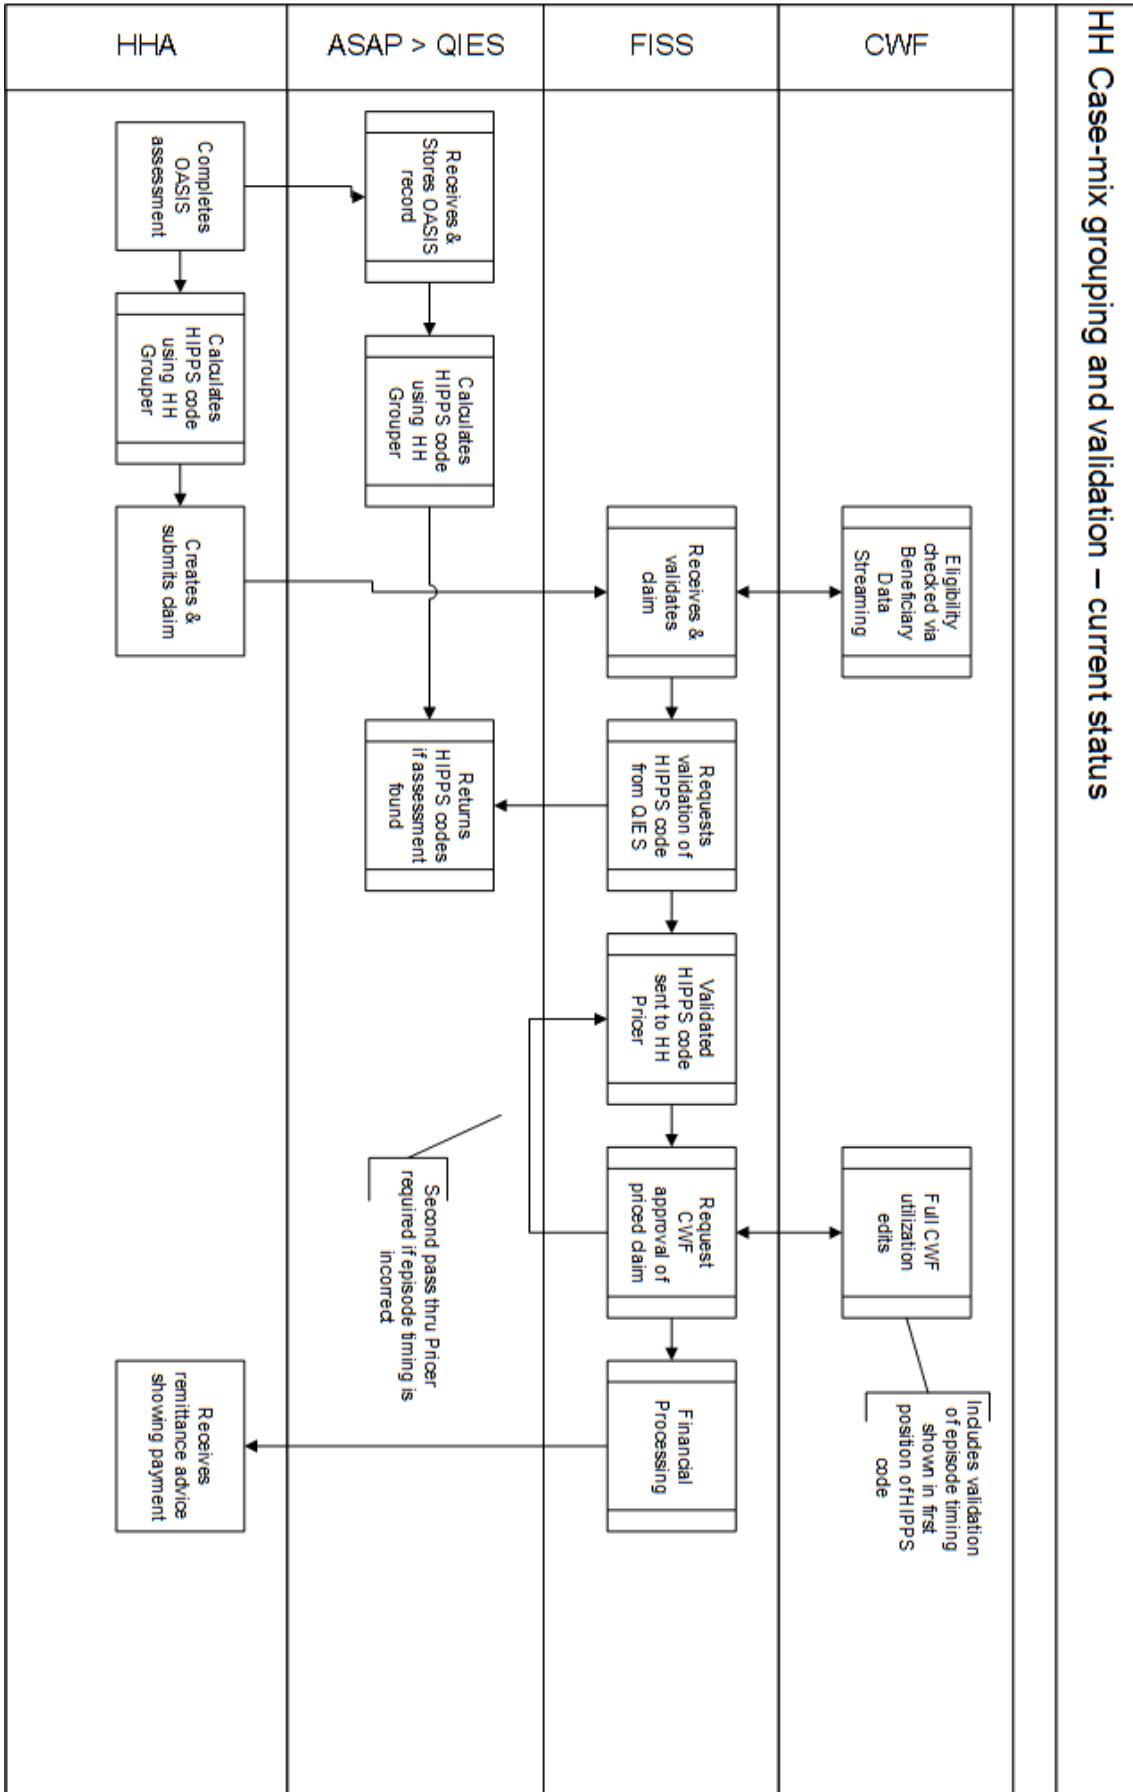 HH Case-mix grouping and validation — current status
HHA
ASAP > QIES
FISS
CWF
Completes
OASIS
assessment
Calculates
HIPPS code
using HH
Grouper
Creates &
submits claim
Receives
remittance advice
showing payment
Receives &
Stores OASIS
record
Calculates
HIPPS code
using HH
Grouper
Returns
HIPPS codes
if assessment
found
Second pass thru Pricer
required if episode timing is
incorrect
Receives &
validates
claim
Requests
validation of
HIPPS code
from QIES
Validated
HIPPS code
sent to HH
Pricer
Request
CWF
approval of
priced claim
Financial
Processing
Eligibility
checked via
Beneficiary
Data
Streaming
Full CWF
utilization
edits
Includes validation
of episode timing
shown in first
position of HIPPS
code